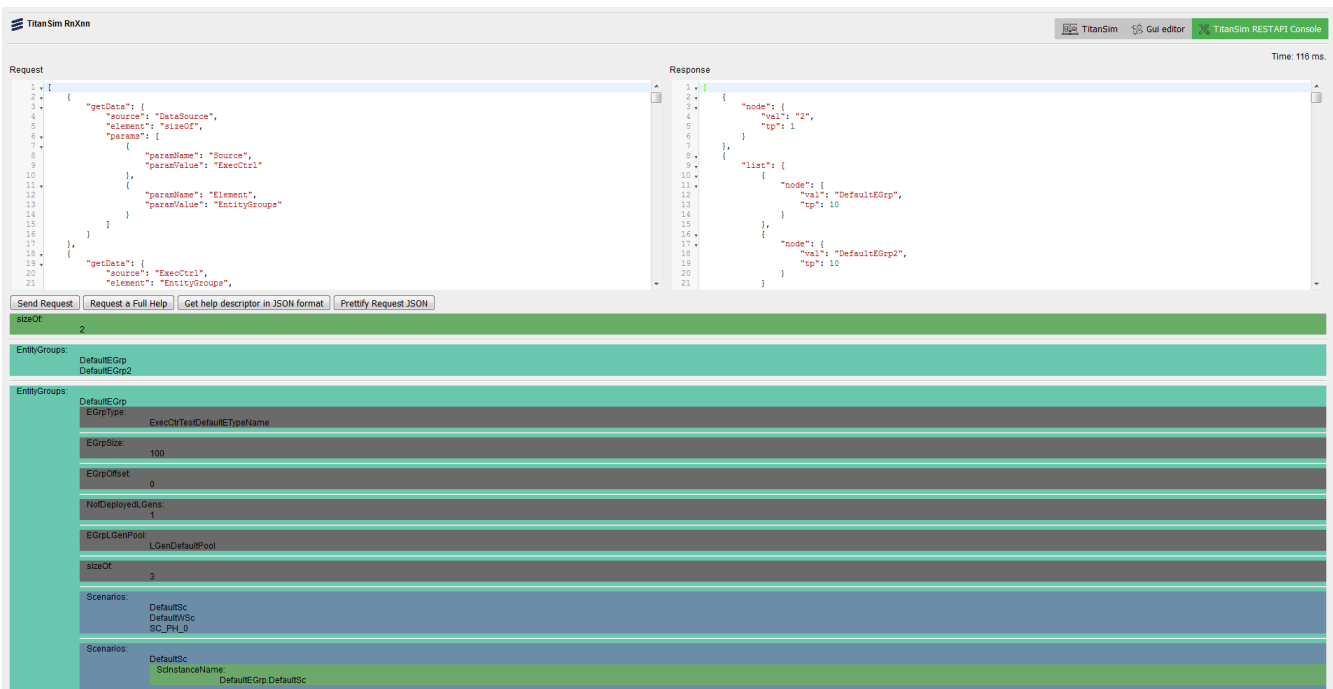 TitanSim RnXnn
TitanSim Gui editor TitanSim RESTAPI Console
Time: 116 ms.
Request
1 [
2 {
3 "getData": {
4 "source": "DataSource",
5 "element": "sizeOf",
6 "params": [
7 {
8 "paramName": "Source",
9 "paramValue": "ExecCtrl"
10 },
11 {
12 "paramName": "Element",
13 "paramValue": "EntityGroups"
14 }
15 ]
16 }
17 },
18 {
19 "getData": {
20 "source": "ExecCtrl",
21 "element": "EntityGroups",
Response
1 [
2 {
3 "node": {
4 "val": "2",
5 "tp": 1
6 }
7 },
8 {
9 "list": [
10 {
11 "node": {
12 "val": "DefaultEGrp",
13 "tp": 10
14 }
15 },
16 {
17 "node": {
18 "val": "DefaultEGrp2",
19 "tp": 10
20 }
21 }
Send Request Request a Full Help Get help descriptor in JSON format Prettify Request JSON
sizeOf:
2
EntityGroups:
DefaultEGrp
DefaultEGrp2
EntityGroups:
DefaultEGrp
EGrpType:
ExecCtrTestDefaultETypeName
EGrpSize:
100
EGrpOffset:
0
NofDeployedLGens:
1
EGrpLGenPool:
LGenDefaultPool
sizeOf:
3
Scenarios:
DefaultSc
DefaultWSc
SC_PH_0
Scenarios:
DefaultSc
ScInstanceName:
DefaultEGrp.DefaultSc